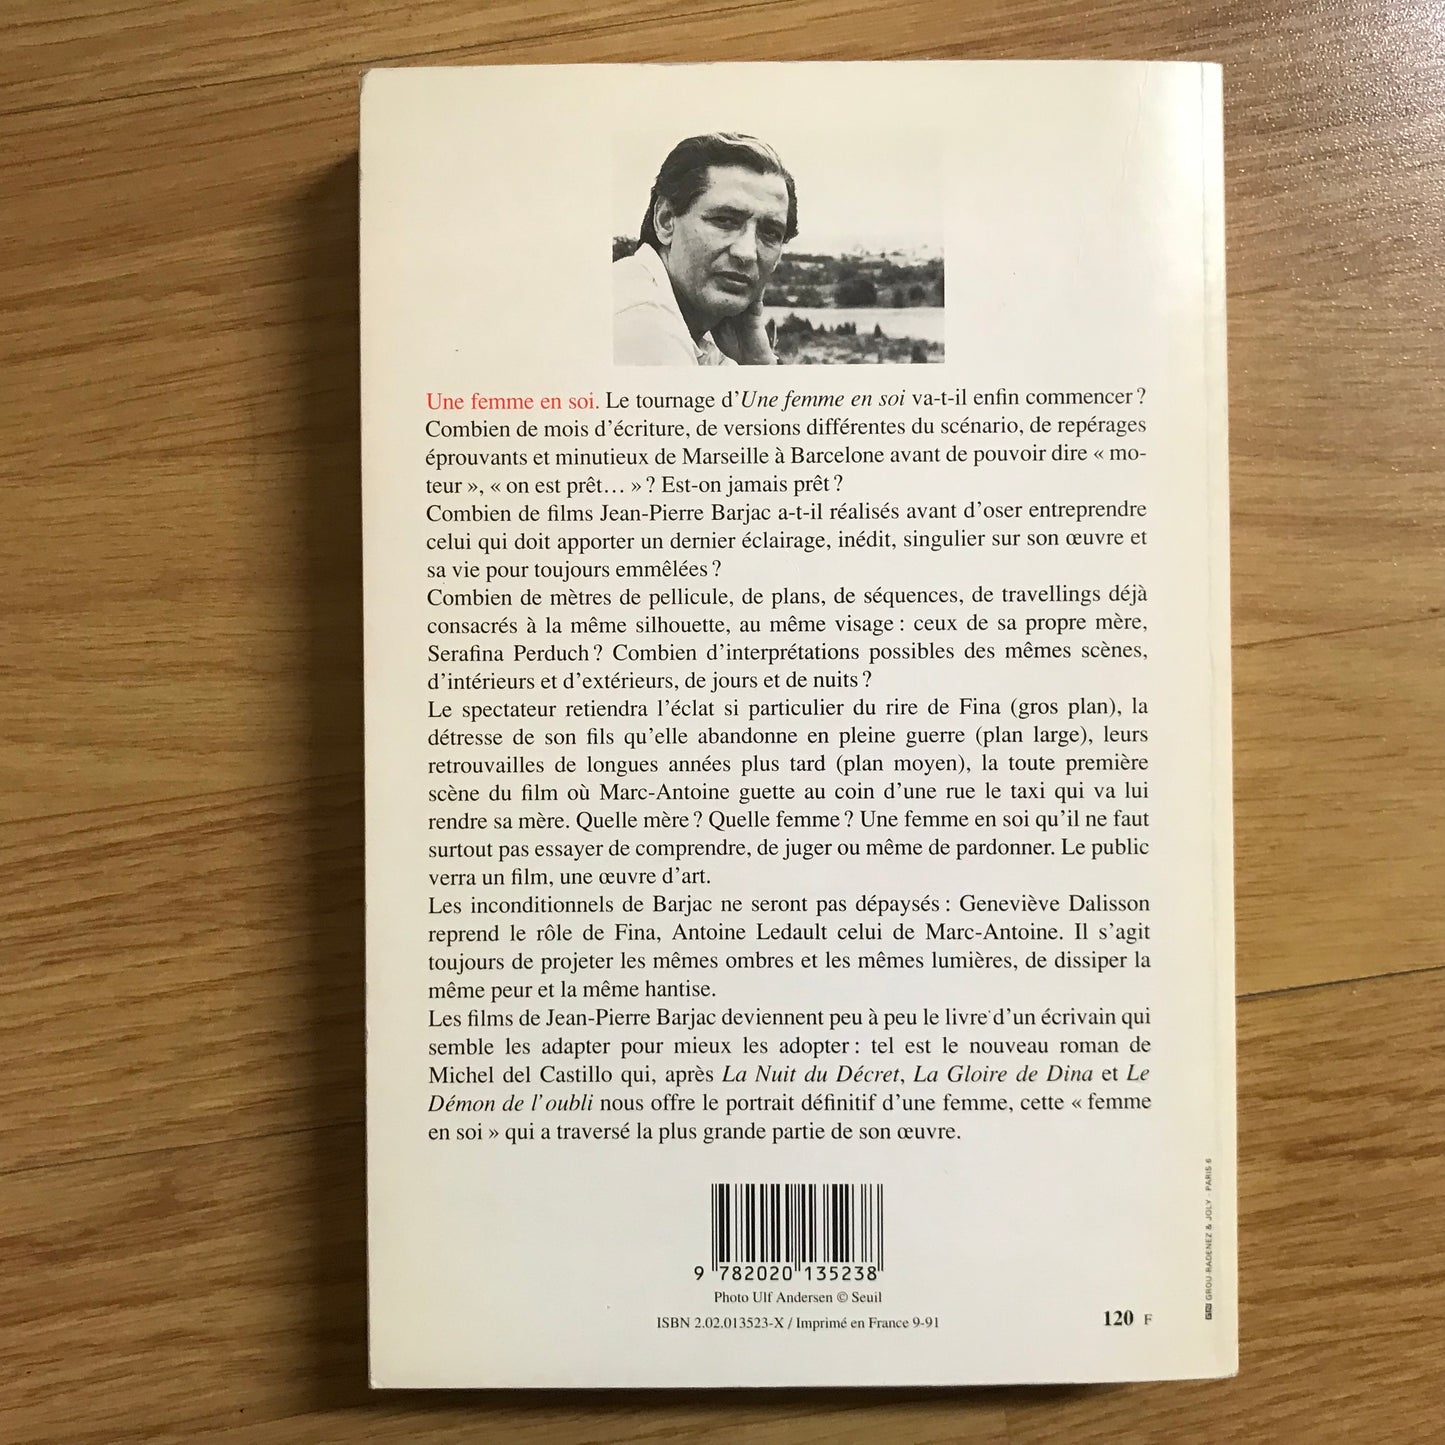 Une femme en soi. Le tournage d'Une femme en soi va-t-il enfin commencer ?
Combien de mois d'écriture, de versions différentes du scénario, de repérages
éprouvants et minutieux de Marseille à Barcelone avant de pouvoir dire « mo-
teur », « on est prêt… » ? Est-on jamais prêt ?
Combien de films Jean-Pierre Barjac a-t-il réalisés avant d'oser entreprendre
celui qui doit apporter un dernier éclairage, inédit, singulier sur son œuvre et
sa vie pour toujours emmêlées ?
Combien de mètres de pellicule, de plans, de séquences, de travellings déjà
consacrés à la même silhouette, au même visage : ceux de sa propre mère,
Serafina Perduch ? Combien d'interprétations possibles des mêmes scènes,
d'intérieurs et d'extérieurs, de jours et de nuits ?
Le spectateur retiendra l'éclat si particulier du rire de Fina (gros plan), la
détresse de son fils qu'elle abandonne en pleine guerre (plan large), leurs
retrouvailles de longues années plus tard (plan moyen), la toute première
scène du film où Marc-Antoine guette au coin d'une rue le taxi qui va lui
rendre sa mère. Quelle mère ? Quelle femme ? Une femme en soi qu'il ne faut
surtout pas essayer de comprendre, de juger ou même de pardonner. Le public
verra un film, une œuvre d'art.
Les inconditionnels de Barjac ne seront pas dépaysés : Geneviève Dalisson
reprend le rôle de Fina, Antoine Ledault celui de Marc-Antoine. Il s'agit
toujours de projeter les mêmes ombres et les mêmes lumières, de dissiper la
même peur et la même hantise.
Les films de Jean-Pierre Barjac deviennent peu à peu le livre d'un écrivain qui
semble les adapter pour mieux les adopter : tel est le nouveau roman de
Michel del Castillo qui, après La Nuit du Décret, La Gloire de Dina et Le
Démon de l'oubli nous offre le portrait définitif d'une femme, cette « femme
en soi » qui a traversé la plus grande partie de son œuvre.
9 782020 135238
Photo Ulf Andersen © Seuil
ISBN 2.02.013523-X / Imprimé en France 9-91
120 F
GROU-RADENEZ & JOLY - PARIS 6